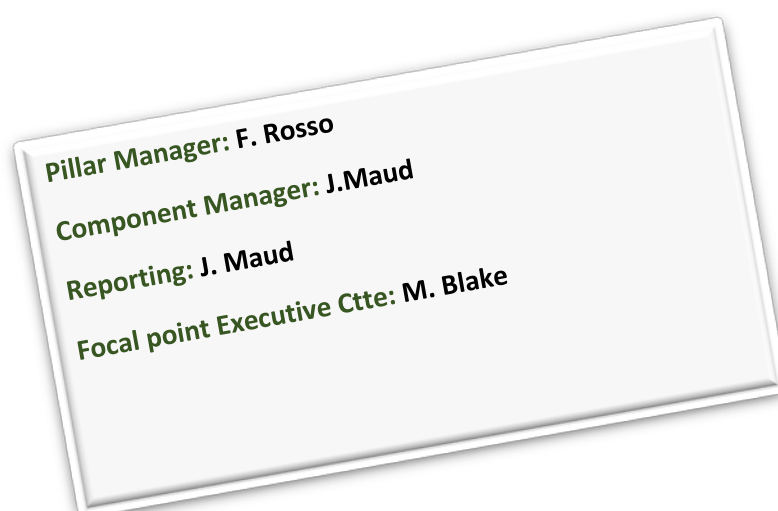 Pillar Manager: F. Rosso
Component Manager: J.Maud
Reporting: J. Maud
Focal point Executive Ctte: M. Blake